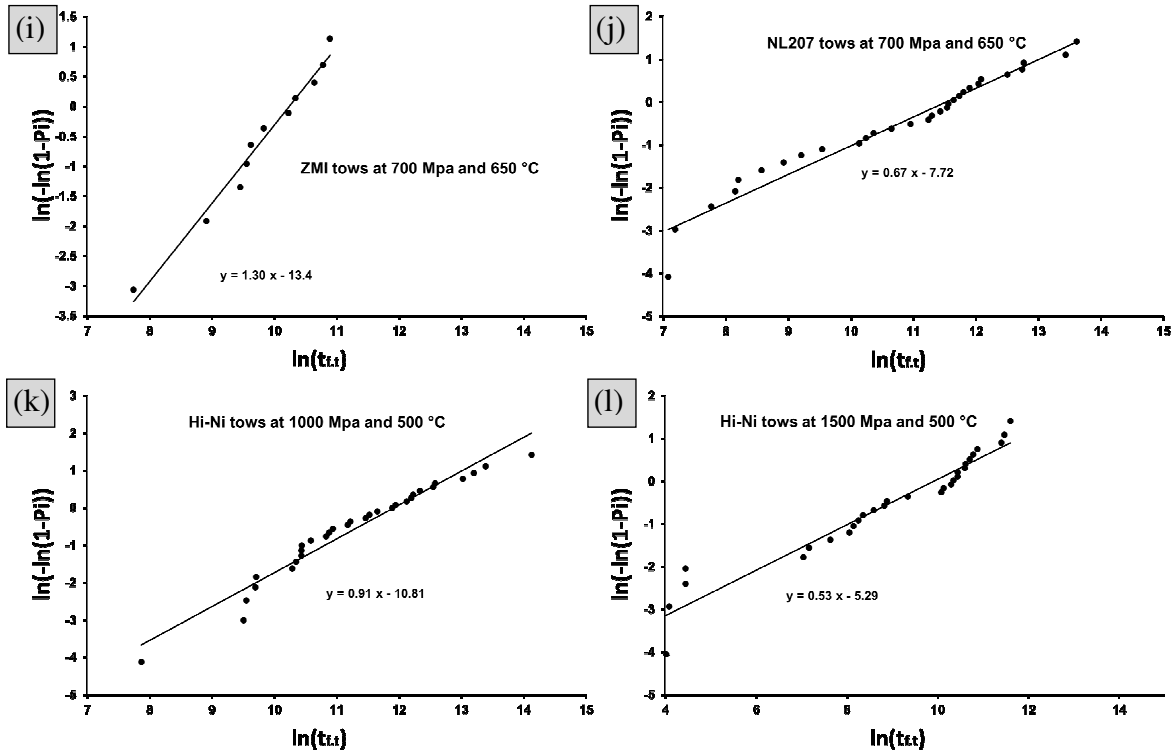 (i)
ln(-ln(1-Pi))
1.5
1
0.5
0
-0.5
-1
-1.5
-2
-2.5
-3
-3.5
ZMI tows at 700 Mpa and 650 °C
y = 1.30 x - 13.4
7 8 9 10 11 12 13 14 15
ln(tf.t)
(j)
ln(-ln(1-Pi))
2
1
0
-1
-2
-3
-4
-5
NL207 tows at 700 Mpa and 650 °C
y = 0.67 x - 7.72
7 8 9 10 11 12 13 14 15
ln(tf.t)
(k)
ln(-ln(1-Pi))
3
2
1
0
-1
-2
-3
-4
-5
Hi-Ni tows at 1000 Mpa and 500 °C
y = 0.91 x - 10.81
7 8 9 10 11 12 13 14 15
ln(tf.t)
(l)
ln(-ln(1-Pi))
2
1
0
-1
-2
-3
-4
-5
Hi-Ni tows at 1500 Mpa and 500 °C
y = 0.53 x - 5.29
4 6 8 10 12 14
ln(tf.t)